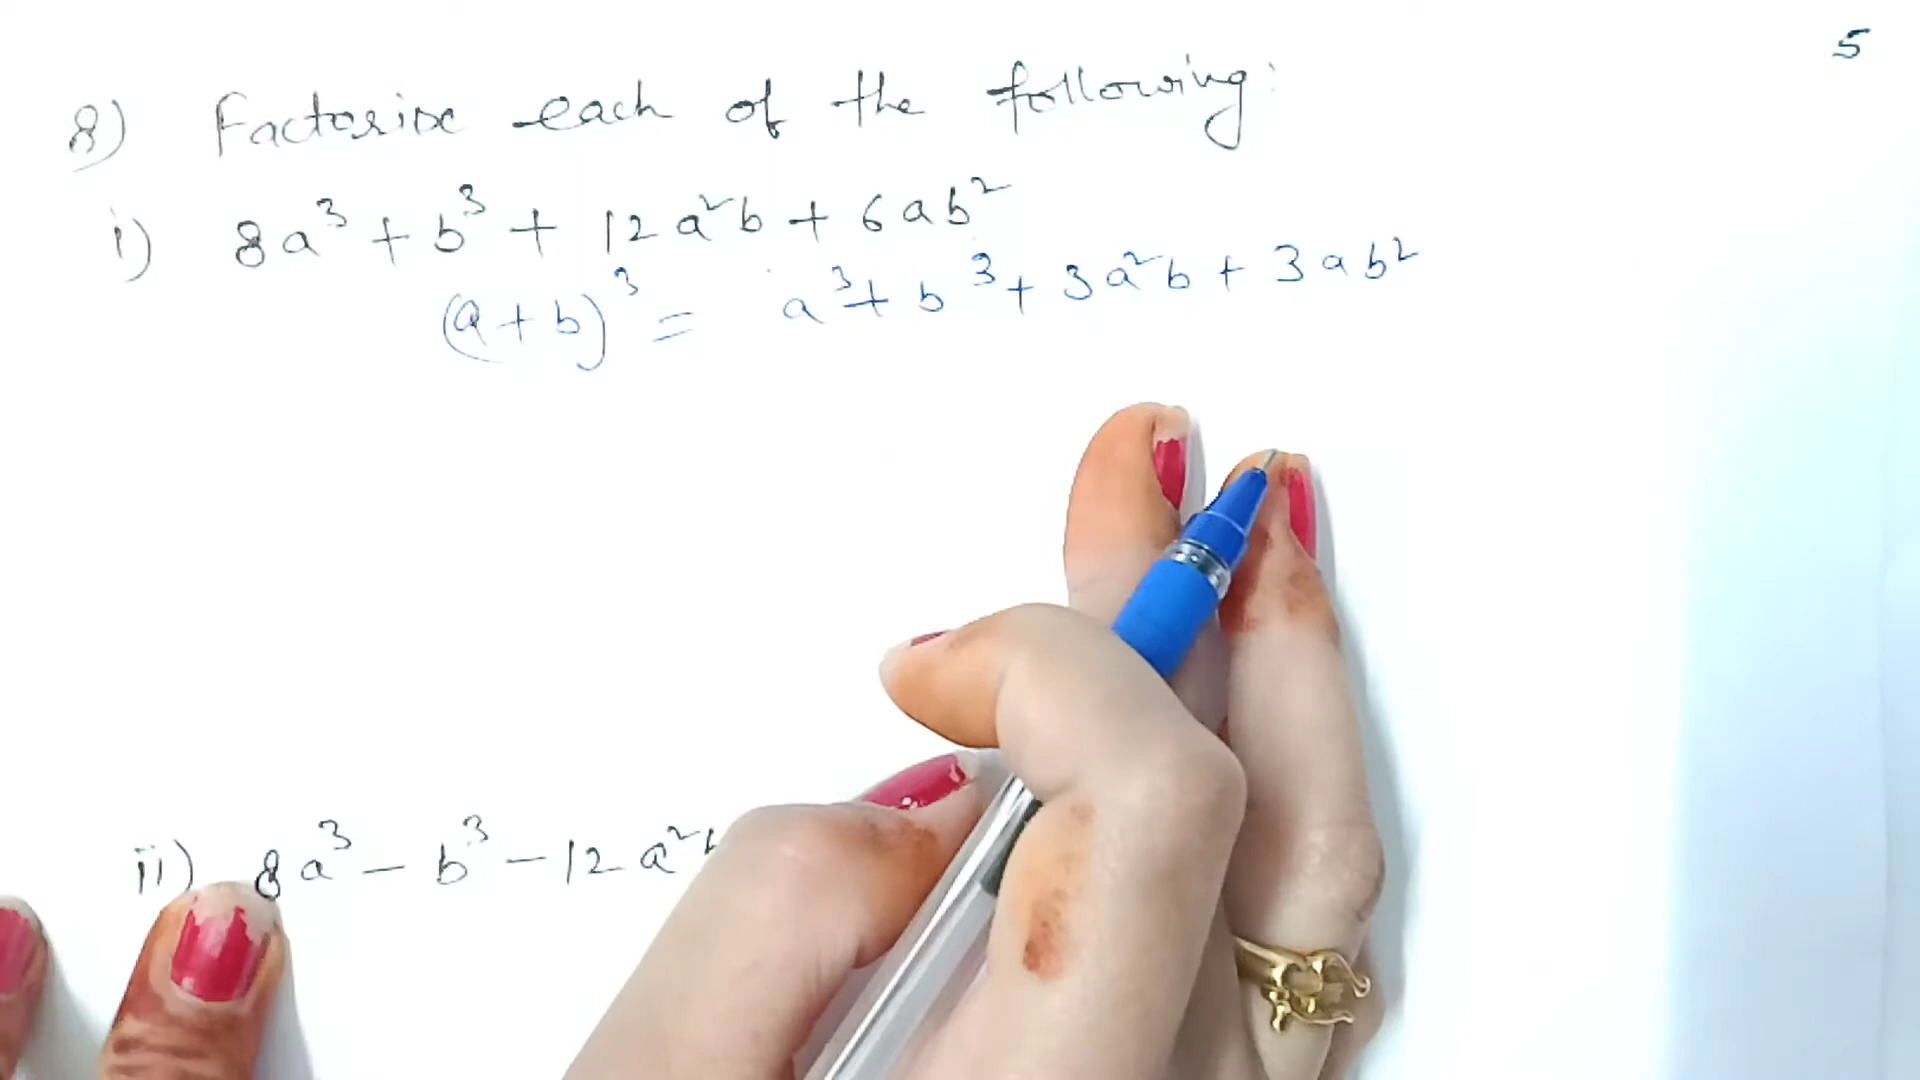 5
8) Factorise each of the following:
i) 8a³ + b³ + 12a²b + 6ab²
(a + b)³ = a³ + b³ + 3a²b + 3ab²
ii) 8a³ - b³ - 12a²